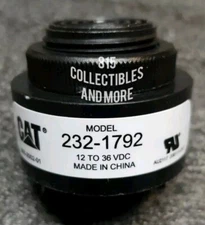 815
COLLECTIBLES
AND MORE
CAT
MODEL
232-1792
12 TO 36 VDC
MADE IN CHINA